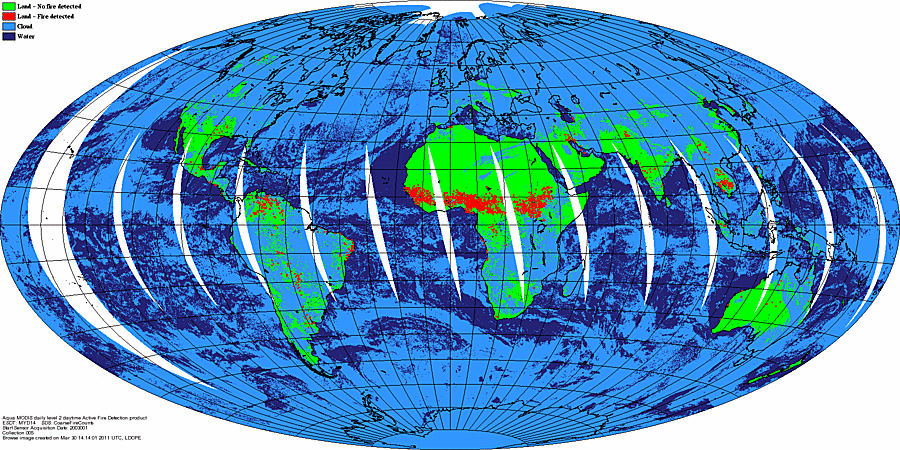 Land - No fire detected
Land - Fire detected
Cloud
Water
Aqua MODIS daily level 2 daytime Active Fire Detection product
ESDT: MYD14 SDS: CoarseFireCounts
Start Sensor Acquisition Date: 2003001
Collection 005
Browse image created on Mar 30 14:14:01 2011 UTC, LDOPE